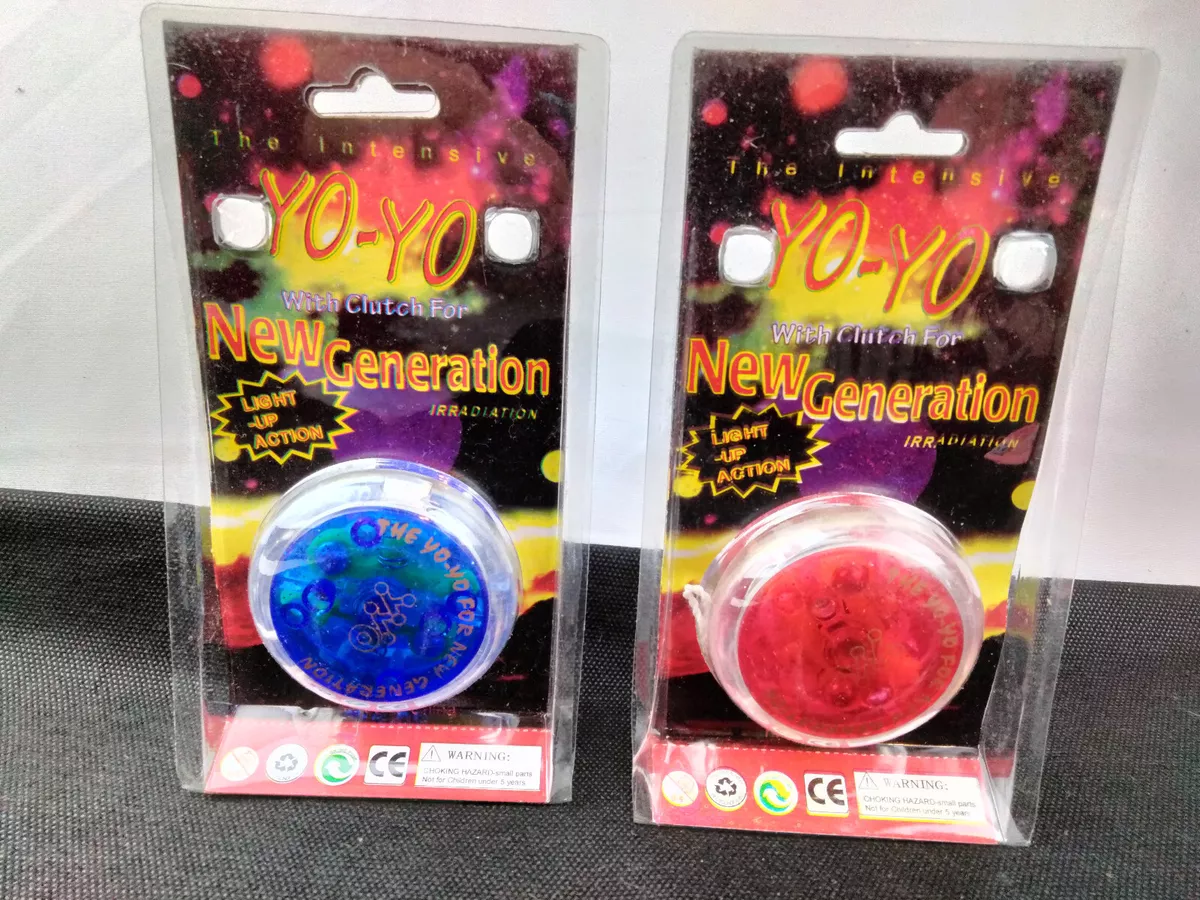 The Intensive
YO-YO
With Clutch For
New Generation
IRRADIATION
LIGHT
-UP
ACTION
THE YO-YO FOR NEW GENERATION
CE
WARNING:
CHOKING HAZARD-small parts
Not for Children under 5 years
The Intensive
YO-YO
With Clutch For
New Generation
IRRADIATION
LIGHT
-UP
ACTION
THE YO-YO FOR
CE
WARNING:
CHOKING HAZARD-small parts
Not for Children under 5 years